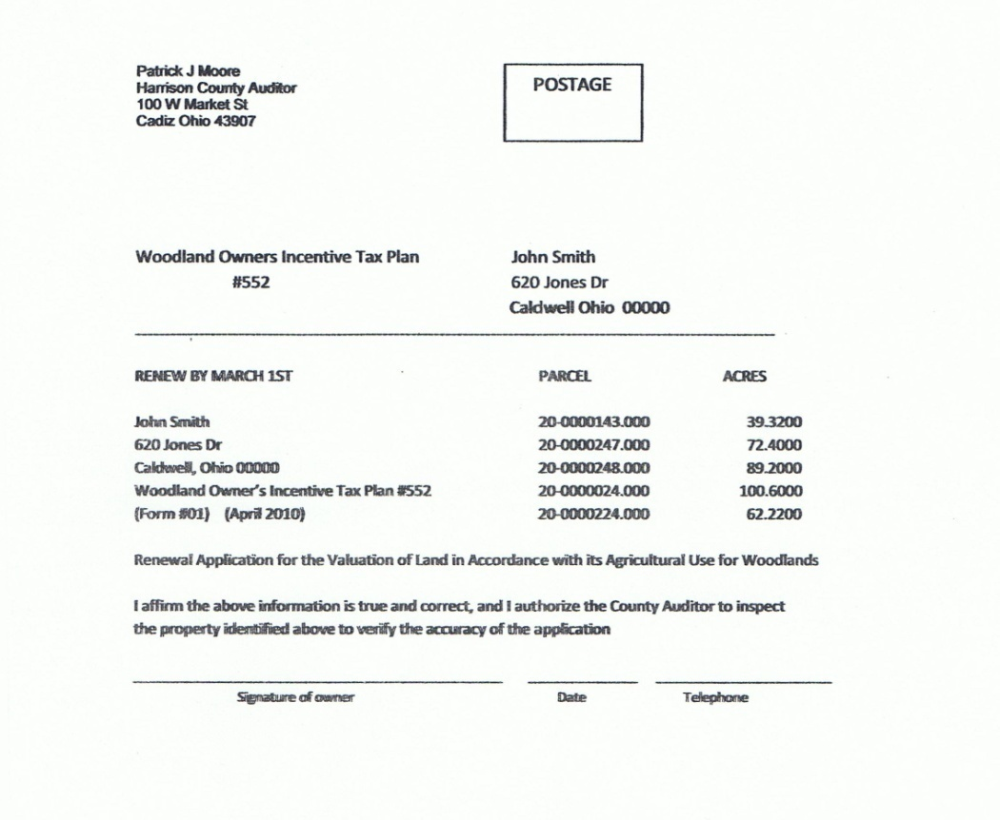 Patrick J Moore
Harrison County Auditor
100 W Market St
Cadiz Ohio 43907
POSTAGE
Woodland Owners Incentive Tax Plan
#552
John Smith
620 Jones Dr
Caldwell Ohio 00000
RENEW BY MARCH 1ST PARCEL ACRES
John Smith 20-0000143.000 39.3200
620 Jones Dr 20-0000247.000 72.4000
Caldwell, Ohio 00000 20-0000248.000 89.2000
Woodland Owner's Incentive Tax Plan #552 20-0000024.000 100.6000
(Form #01) (April 2010) 20-0000224.000 62.2200
Renewal Application for the Valuation of Land in Accordance with its Agricultural Use for Woodlands
I affirm the above information is true and correct, and I authorize the County Auditor to inspect
the property identified above to verify the accuracy of the application
Signature of owner Date Telephone